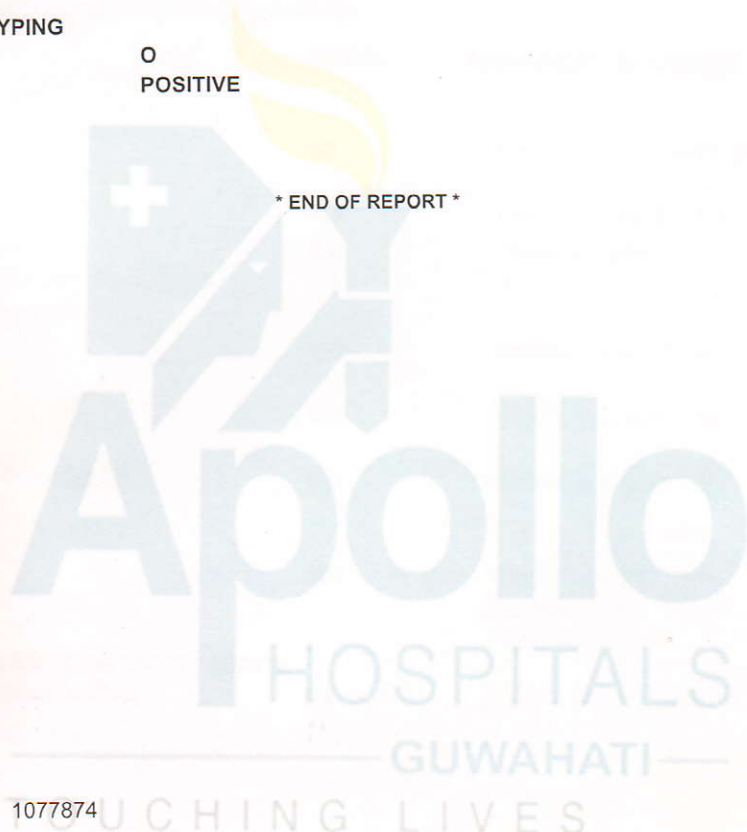 YPING
O
POSITIVE
* END OF REPORT *
Apollo
HOSPITALS
GUWAHATI
1077874
TOUCHING LIVES